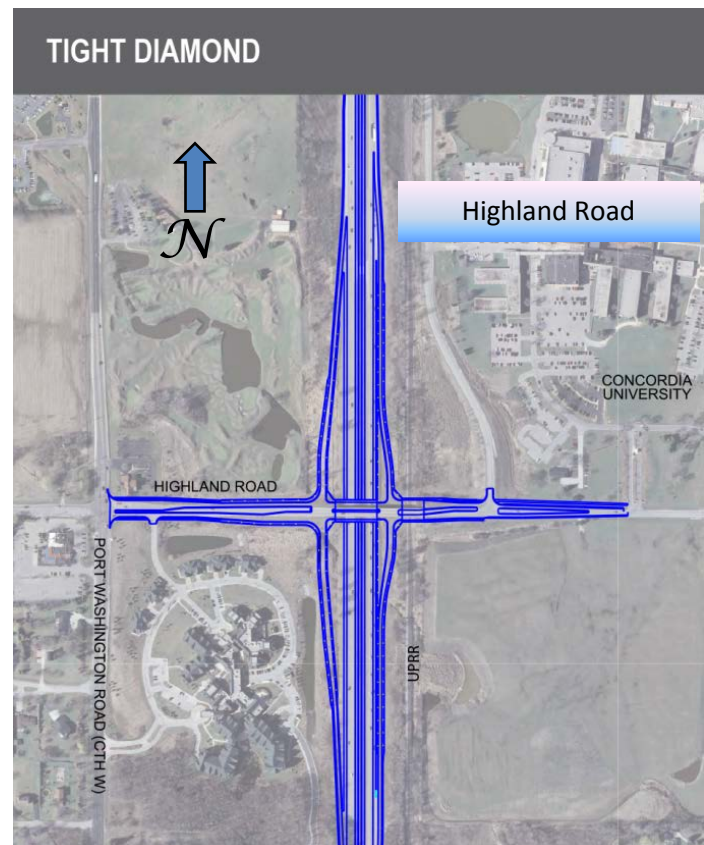 TIGHT DIAMOND
N
Highland Road
CONCORDIA
UNIVERSITY
HIGHLAND ROAD
PORT WASHINGTON ROAD (CTH W)
UPRR